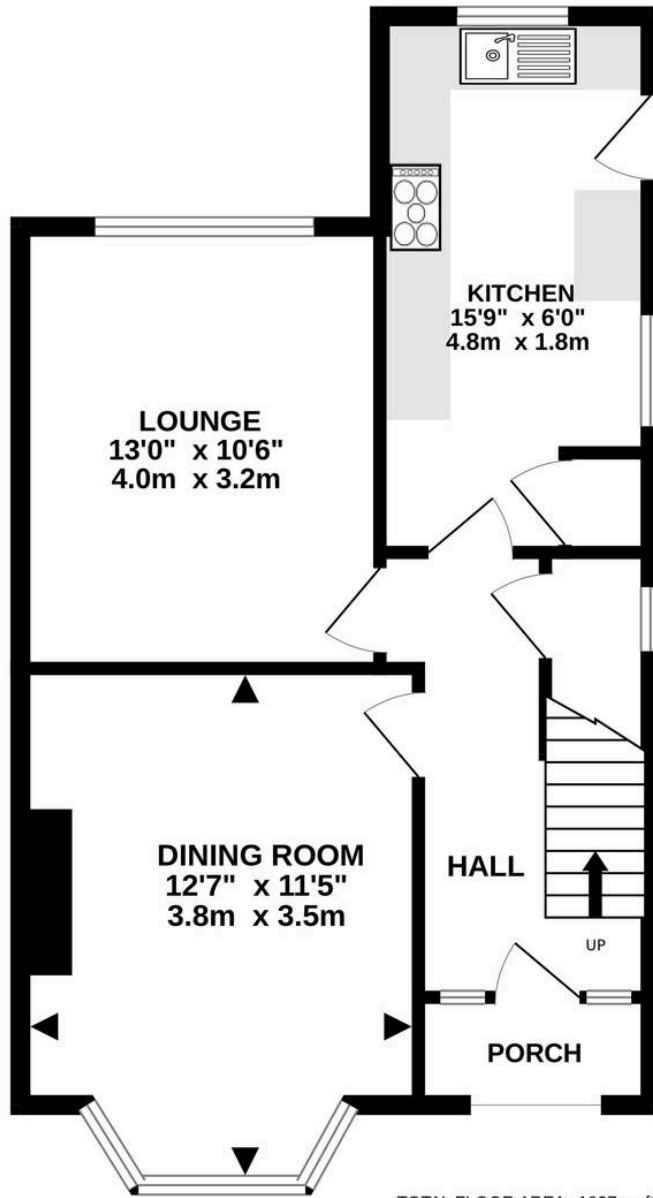 KITCHEN
15'9" x 6'0"
4.8m x 1.8m
LOUNGE
13'0" x 10'6"
4.0m x 3.2m
DINING ROOM
12'7" x 11'5"
3.8m x 3.5m
HALL
UP
PORCH